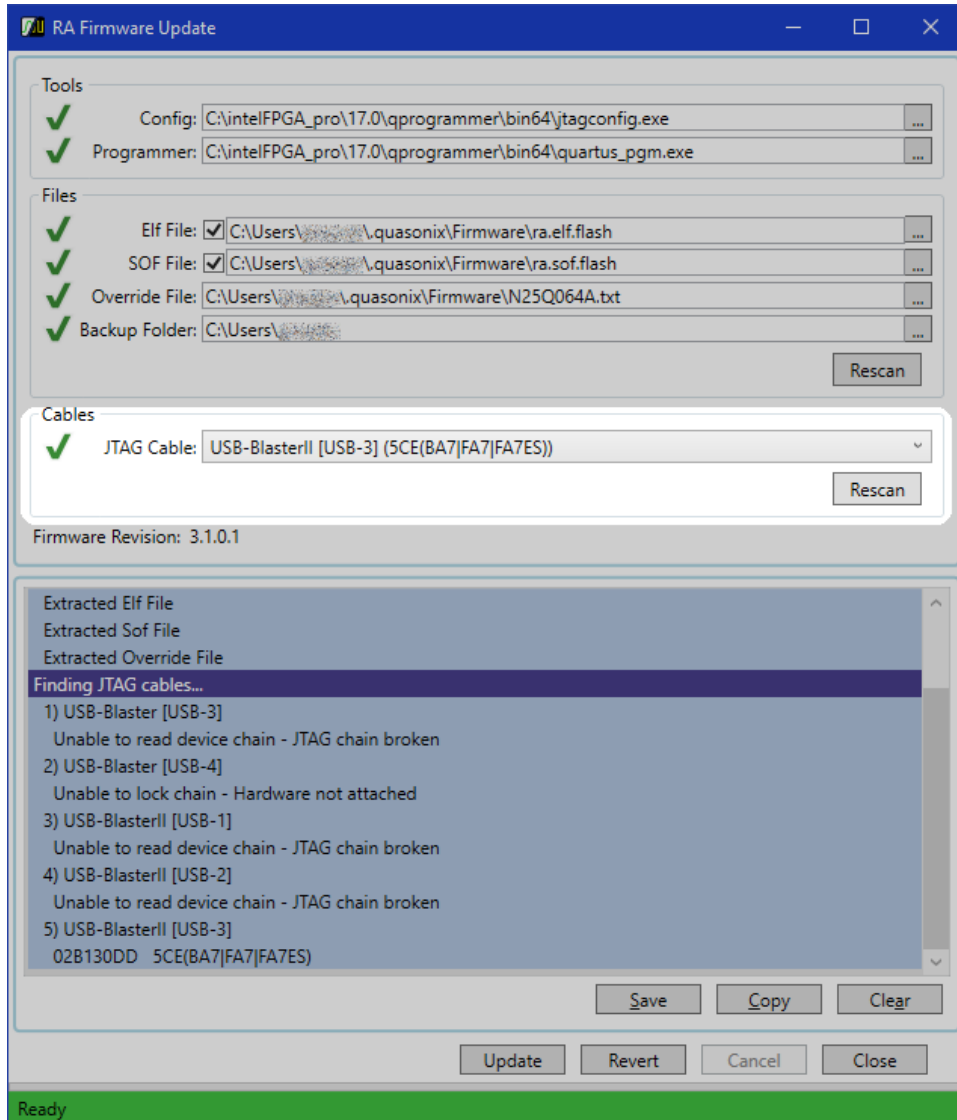 RA Firmware Update
Tools
Config: C:\intelFPGA_pro\17.0\qprogrammer\bin64\jtagconfig.exe ...
Programmer: C:\intelFPGA_pro\17.0\qprogrammer\bin64\quartus_pgm.exe ...
Files
Elf File: C:\Users\ \.quasonix\Firmware\ra.elf.flash ...
SOF File: C:\Users\ \.quasonix\Firmware\ra.sof.flash ...
Override File: C:\Users\ \.quasonix\Firmware\N25Q064A.txt ...
Backup Folder: C:\Users\ ...
Rescan
Cables
JTAG Cable: USB-BlasterII [USB-3] (5CE(BA7|FA7|FA7ES))
Rescan
Firmware Revision: 3.1.0.1
Extracted Elf File
Extracted Sof File
Extracted Override File
Finding JTAG cables...
1) USB-Blaster [USB-3]
Unable to read device chain - JTAG chain broken
2) USB-Blaster [USB-4]
Unable to lock chain - Hardware not attached
3) USB-BlasterII [USB-1]
Unable to read device chain - JTAG chain broken
4) USB-BlasterII [USB-2]
Unable to read device chain - JTAG chain broken
5) USB-BlasterII [USB-3]
02B130DD 5CE(BA7|FA7|FA7ES)
Save Copy Clear
Update Revert Cancel Close
Ready